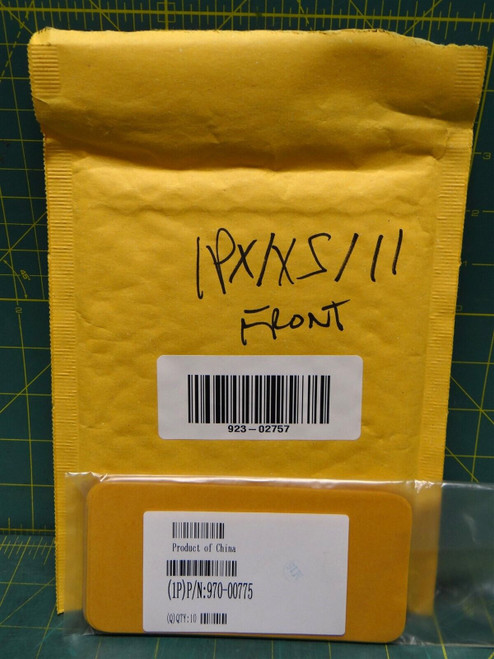 IPX/XS/11
FRONT
923-02757
Product of China
(1P)P/N:970-00775
(Q)QTY:10